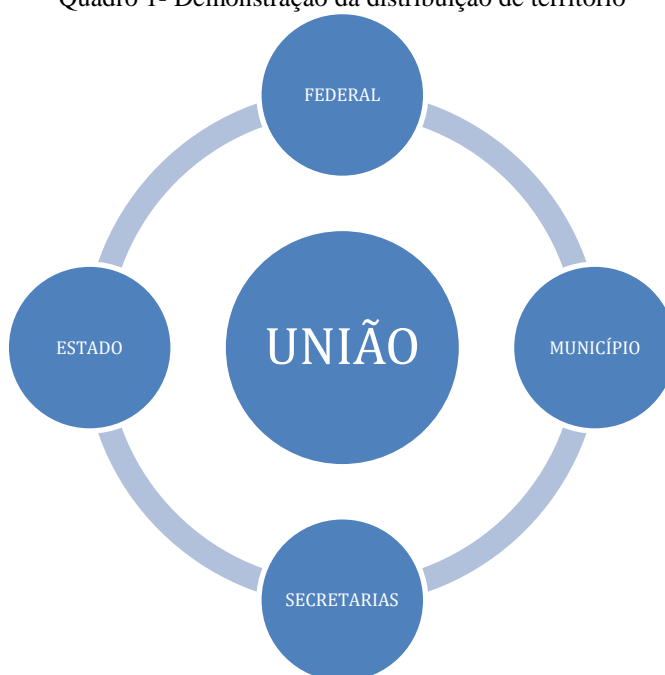 Quadro 1- Demonstração da distribuição de território
FEDERAL
ESTADO
UNIÃO
MUNICÍPIO
SECRETARIAS